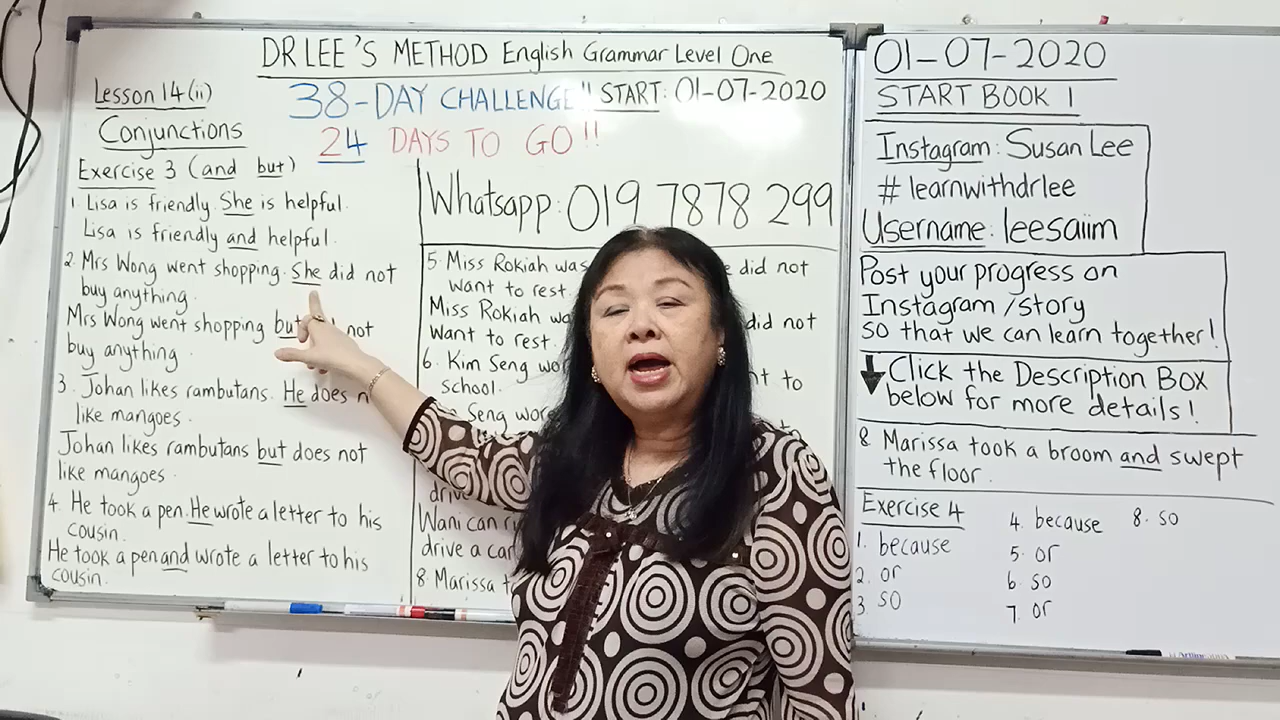 DR LEE'S METHOD English Grammar Level One
Lesson 14(ii)
38-DAY CHALLENGE!! START: 01-07-2020
Conjunctions
24 DAYS TO GO!!
Exercise 3 (and but)
1. Lisa is friendly. She is helpful.
Lisa is friendly and helpful.
2. Mrs Wong went shopping. She did not
buy anything.
Mrs Wong went shopping but not
buy anything.
3. Johan likes rambutans. He does
like mangoes.
Johan likes rambutans but does not
like mangoes.
4. He took a pen. He wrote a letter to his
cousin.
He took a pen and wrote a letter to his
cousin.
Whatsapp: 019 7878 299
5. Miss Rokiah was did not
want to rest
Miss Rokiah did not
want to rest.
6. Kim Seng to
school.
Seng wore
Wani can
drive a car
8. Marissa
01-07-2020
START BOOK 1
Instagram: Susan Lee
# learnwithdrlee
Username: leesaiim
Post your progress on
Instagram /story
so that we can learn together!
Click the Description Box
below for more details!
8. Marissa took a broom and swept
the floor.
Exercise 4
1. because
2. or
3. so
4. because
5. or
6. so
7. or
8. so